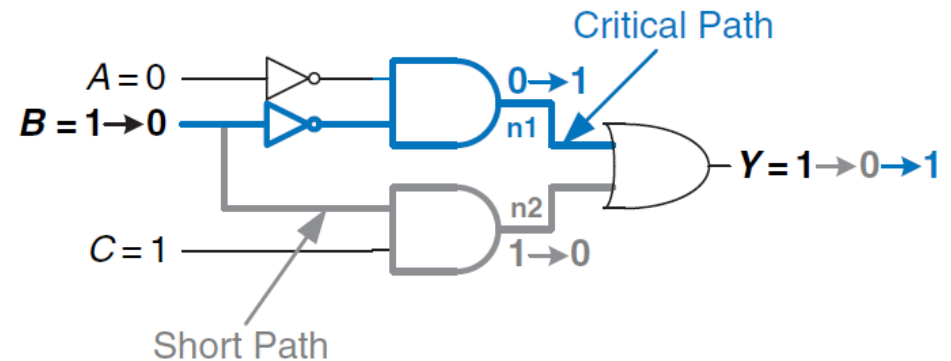 Critical Path
A = 0
0→1
B = 1→0
n1
Y = 1→0→1
n2
C = 1
1→0
Short Path